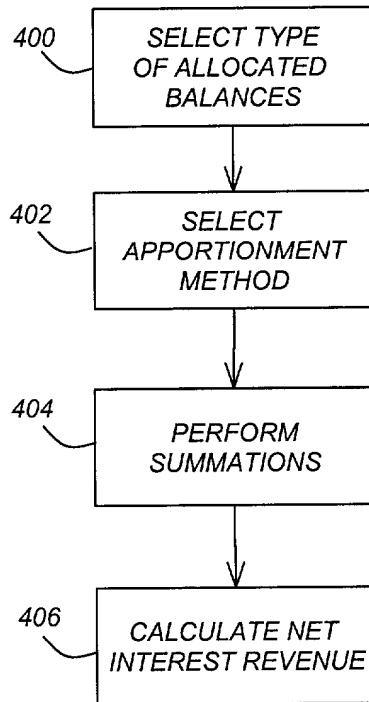 400
SELECT TYPE
OF ALLOCATED
BALANCES
402
SELECT
APPORTIONMENT
METHOD
404
PERFORM
SUMMATIONS
406
CALCULATE NET
INTEREST REVENUE